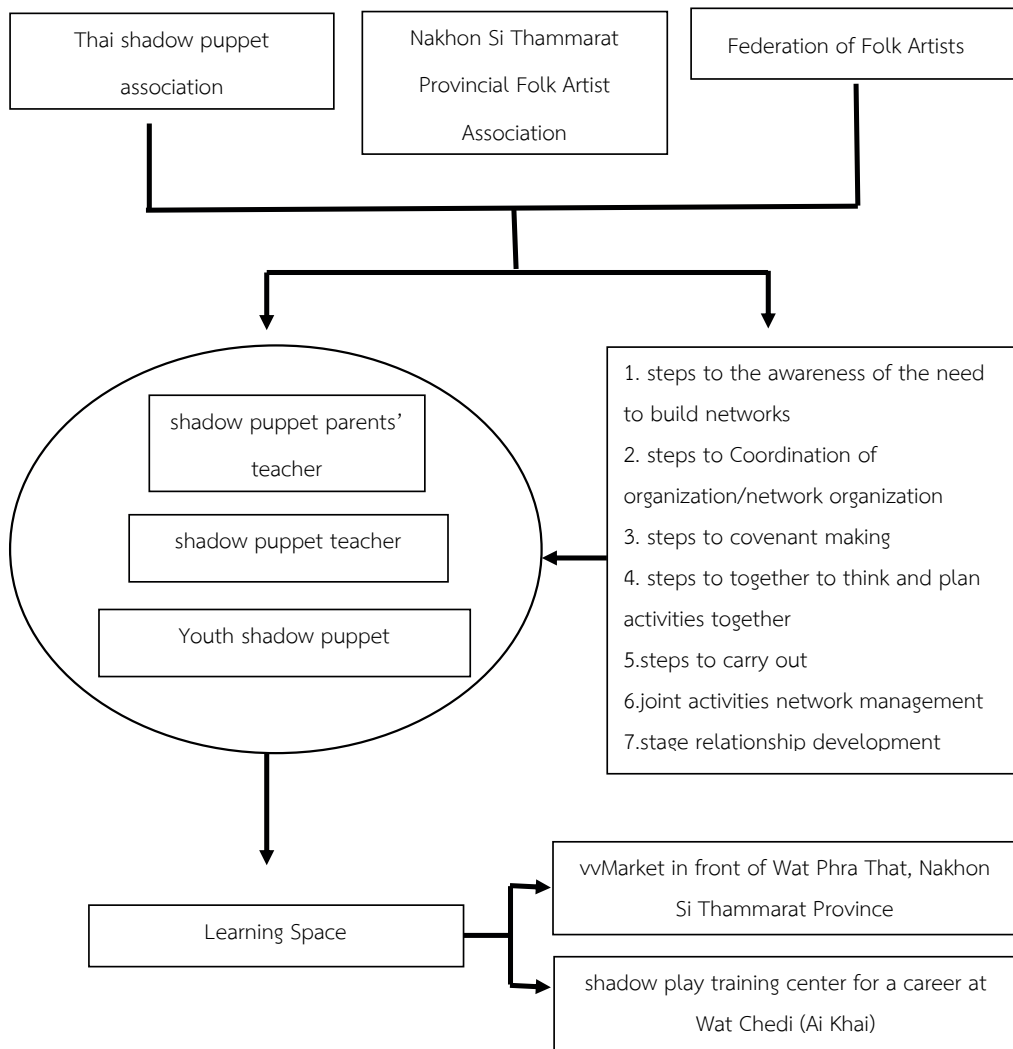 Thai shadow puppet
association
Nakhon Si Thammarat
Provincial Folk Artist
Association
Federation of Folk Artists
shadow puppet parents'
teacher
shadow puppet teacher
Youth shadow puppet
1. steps to the awareness of the need
to build networks
2. steps to Coordination of
organization/network organization
3. steps to covenant making
4. steps to together to think and plan
activities together
5.steps to carry out
6.joint activities network management
7.stage relationship development
Learning Space
vvMarket in front of Wat Phra That, Nakhon
Si Thammarat Province
shadow play training center for a career at
Wat Chedi (Ai Khai)